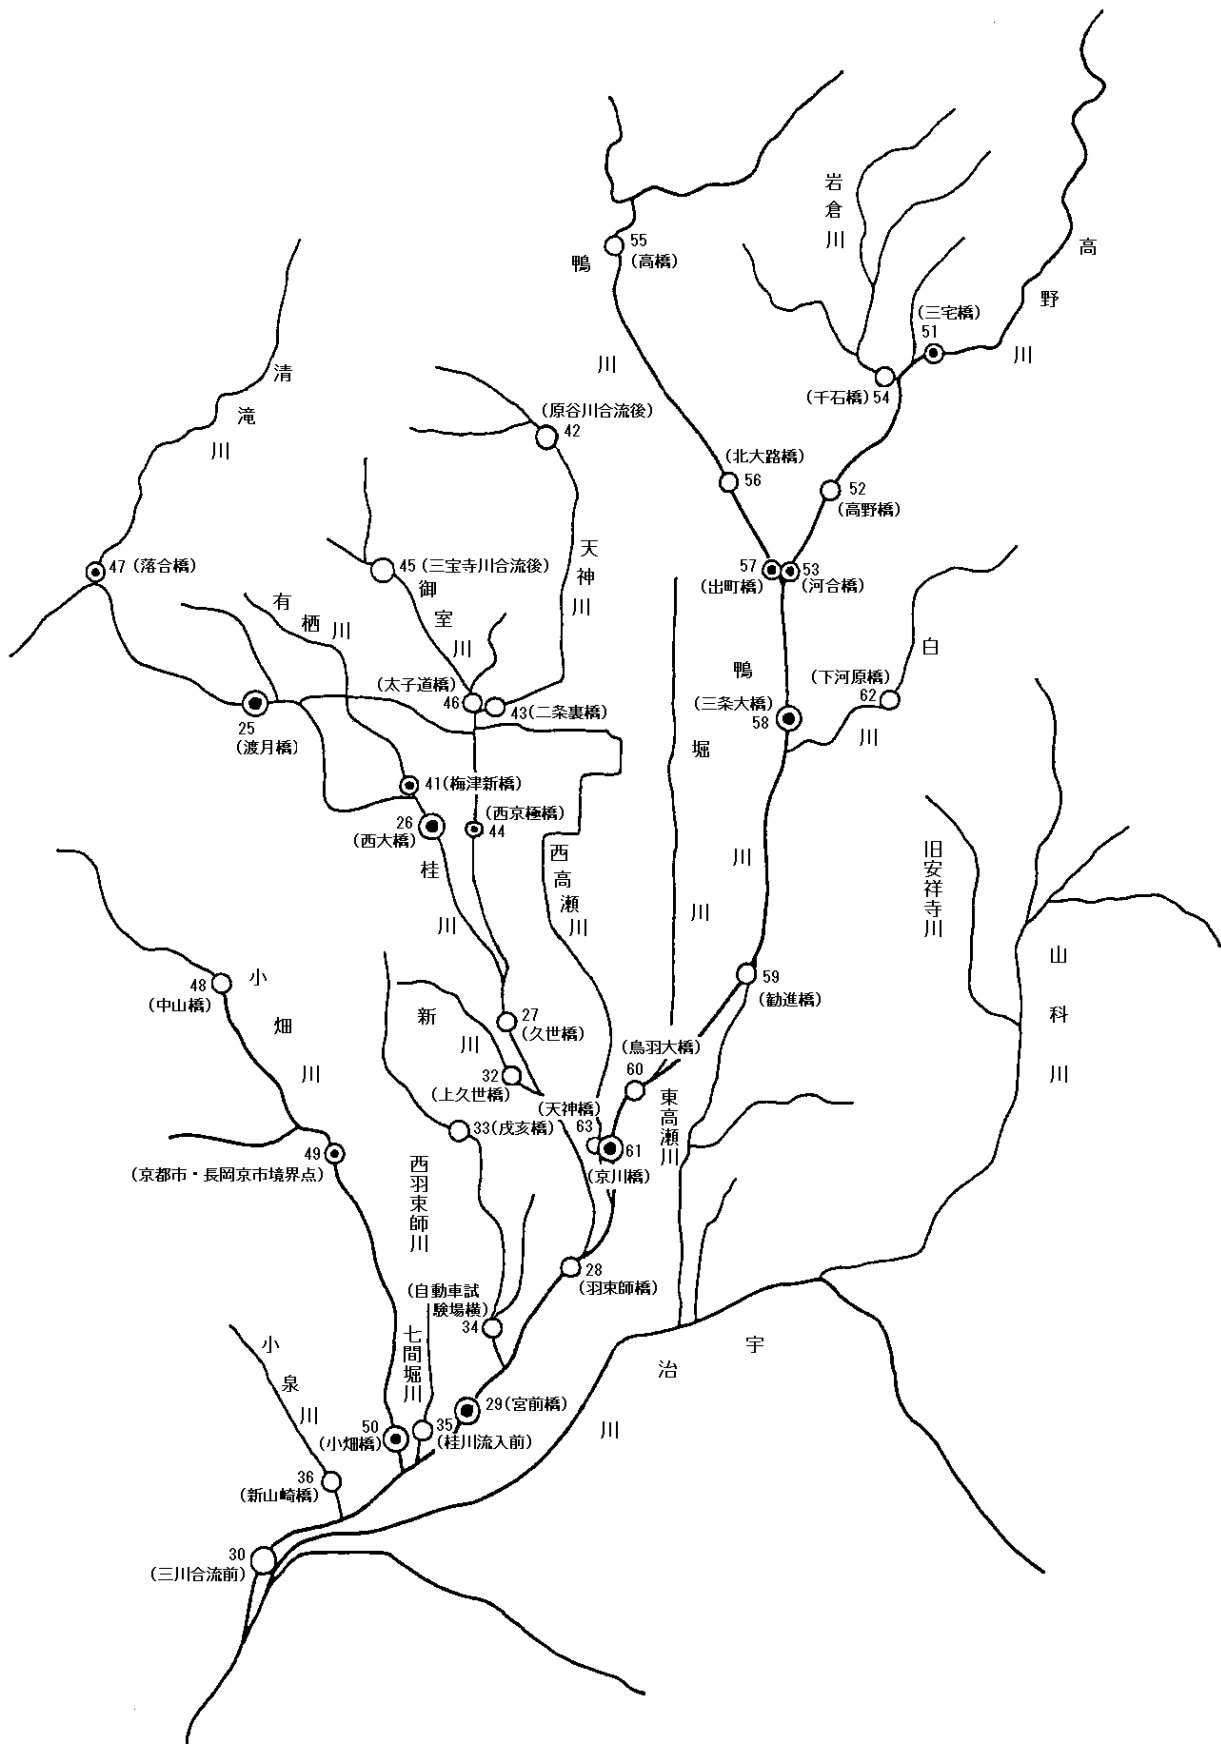 高野川
岩倉川
鴨川
55
(高橋)
(三宅橋)
51
(千石橋) 54
清滝川
(原谷川合流後)
42
(北大路橋)
56
52
(高野橋)
天神川
47 (落合橋)
45 (三宝寺川合流後)
御室川
有栖川
57
(出町橋)
53
(河合橋)
白川
(下河原橋)
62
鴨川
(三条大橋)
58
(太子道橋)
46
43 (二条裏橋)
25
(渡月橋)
堀川
41 (梅津新橋)
26
(西大橋)
(西京極橋)
44
桂川
西高瀬川
旧安祥寺川
山科川
48
(中山橋)
小畑川
新川
27
(久世橋)
59
(勧進橋)
(鳥羽大橋)
60
32
(上久世橋)
(天神橋)
63
33 (戌亥橋)
61
(京川橋)
東高瀬川
49
(京都市・長岡京市境界点)
西羽束師川
28
(羽束師橋)
(自動車試
験場横)
34
七間堀川
小泉川
宇治川
29 (宮前橋)
50
(小畑橋)
35
(桂川流入前)
36
(新山崎橋)
30
(三川合流前)